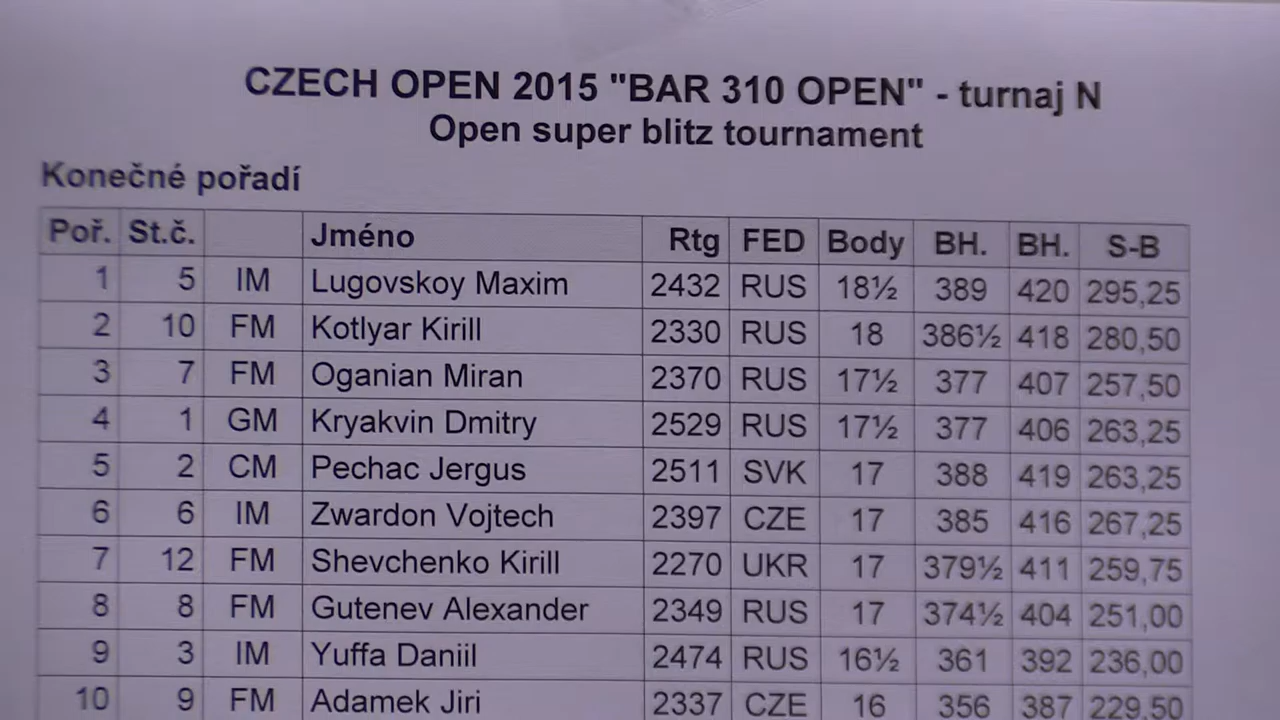 CZECH OPEN 2015 "BAR 310 OPEN" - turnaj N
Open super blitz tournament
Konečné pořadí
Poř. St.č. Jméno Rtg FED Body BH. BH. S-B
1 5 IM Lugovskoy Maxim 2432 RUS 18½ 389 420 295,25
2 10 FM Kotlyar Kirill 2330 RUS 18 386½ 418 280,50
3 7 FM Oganian Miran 2370 RUS 17½ 377 407 257,50
4 1 GM Kryakvin Dmitry 2529 RUS 17½ 377 406 263,25
5 2 CM Pechac Jergus 2511 SVK 17 388 419 263,25
6 6 IM Zwardon Vojtech 2397 CZE 17 385 416 267,25
7 12 FM Shevchenko Kirill 2270 UKR 17 379½ 411 259,75
8 8 FM Gutenev Alexander 2349 RUS 17 374½ 404 251,00
9 3 IM Yuffa Daniil 2474 RUS 16½ 361 392 236,00
10 9 FM Adamek Jiri 2337 CZE 16 356 387 229,50